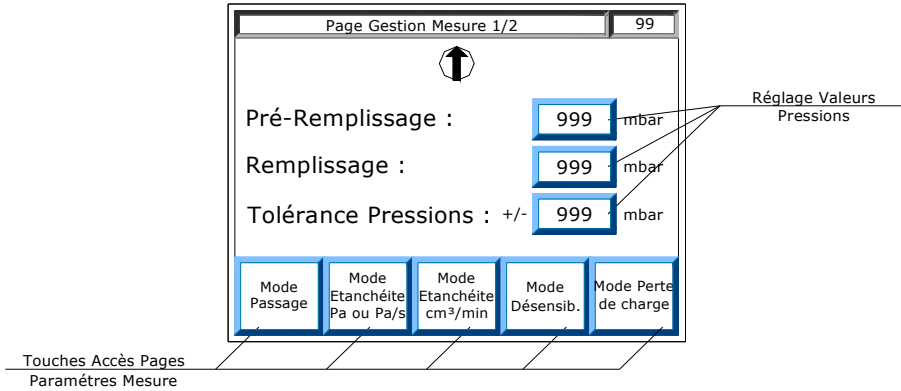 Page Gestion Mesure 1/2 99
Pré-Remplissage : 999 mbar
Remplissage : 999 mbar
Tolérance Pressions : +/- 999 mbar
Réglage Valeurs
Pressions
Mode
Passage
Mode
Etanchéite
Pa ou Pa/s
Mode
Etanchéite
cm³/min
Mode
Désensib.
Mode Perte
de charge
Touches Accès Pages
Paramétres Mesure